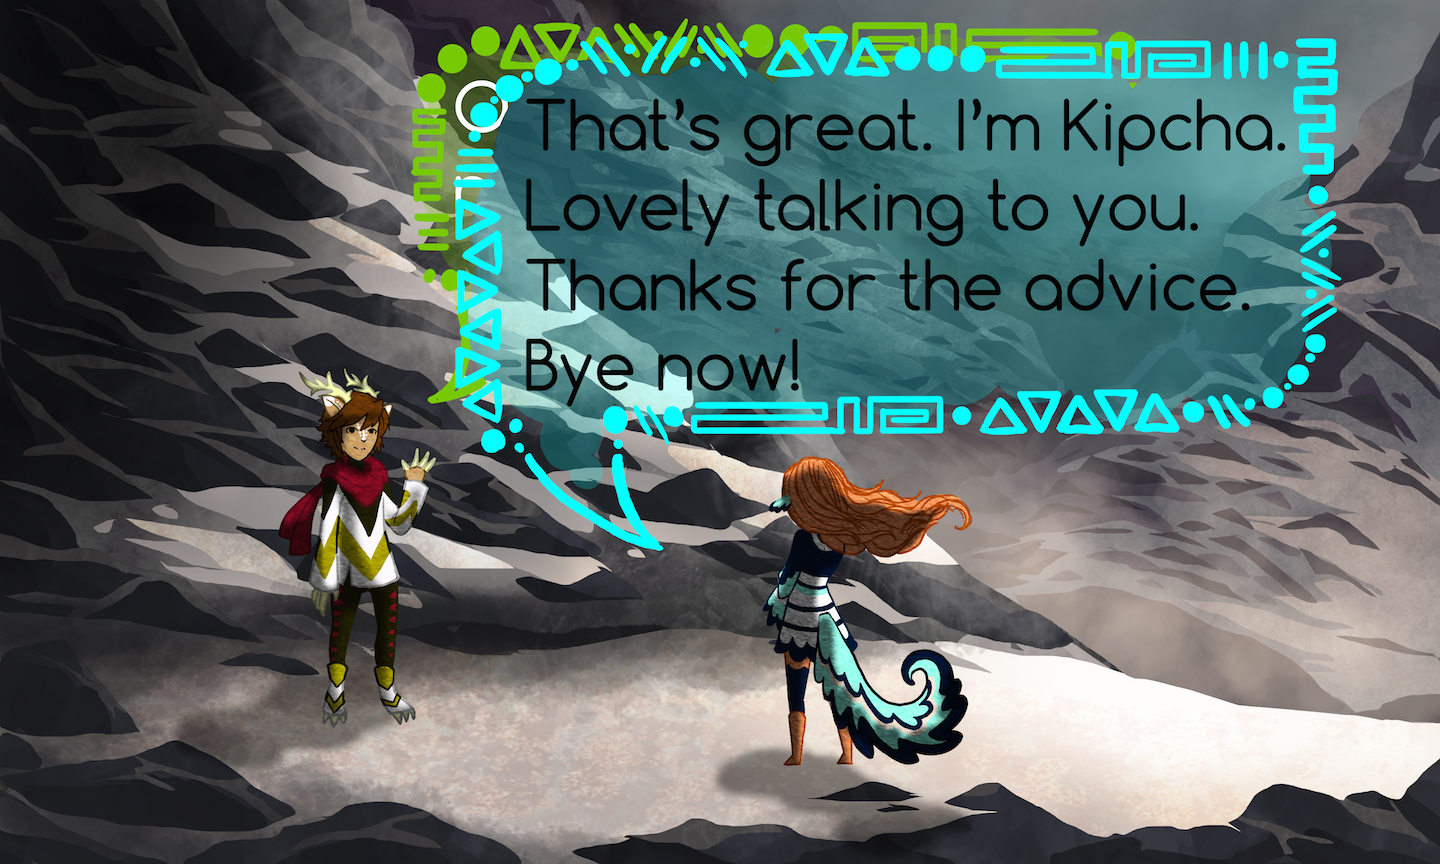 That's great. I'm Kipcha.
Lovely talking to you.
Thanks for the advice.
Bye now!